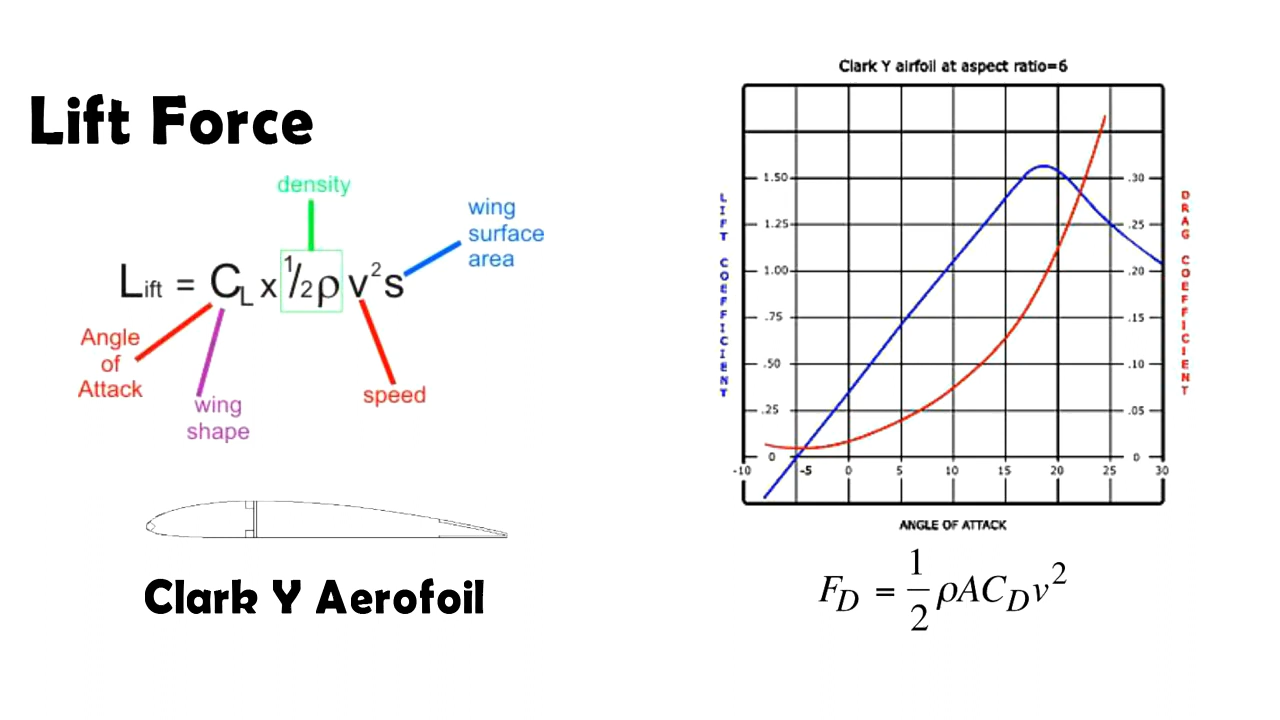 Lift Force
density
wing
surface
area
Lift = CL x 1/2ρ v²s
Angle
of
Attack
wing
shape
speed
Clark Y Aerofoil
Clark Y airfoil at aspect ratio=6
LIFT COEFFICIENT
1.50
1.25
1.00
.75
.50
.25
0
.30
.25
.20
.15
.10
.05
0
DRAG COEFFICIENT
-10 -5 0 5 10 15 20 25 30
ANGLE OF ATTACK
F_D = 1/2 ρAC_Dv²